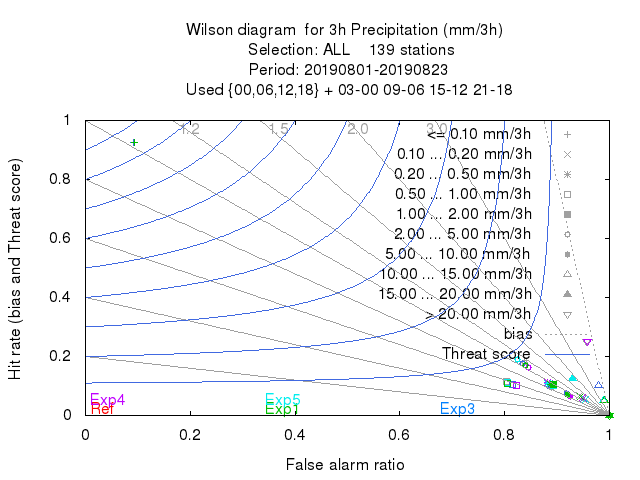 Wilson diagram  for 3h Precipitation (mm/3h)
Selection: ALL    139 stations
Period: 20190801-20190823
Used {00,06,12,18} + 03-00 09-06 15-12 21-18
Hit rate (bias and Threat score)
1
0.8
0.6
0.4
0.2
0
1.2
1.5
2.0
3.0
<= 0.10 mm/3h
0.10 ... 0.20 mm/3h
0.20 ... 0.50 mm/3h
0.50 ... 1.00 mm/3h
1.00 ... 2.00 mm/3h
2.00 ... 5.00 mm/3h
5.00 ... 10.00 mm/3h
10.00 ... 15.00 mm/3h
15.00 ... 20.00 mm/3h
> 20.00 mm/3h
bias
Threat score
Exp4
Exp5
Ref
Exp1
Exp3
0
0.2
0.4
0.6
0.8
1
False alarm ratio